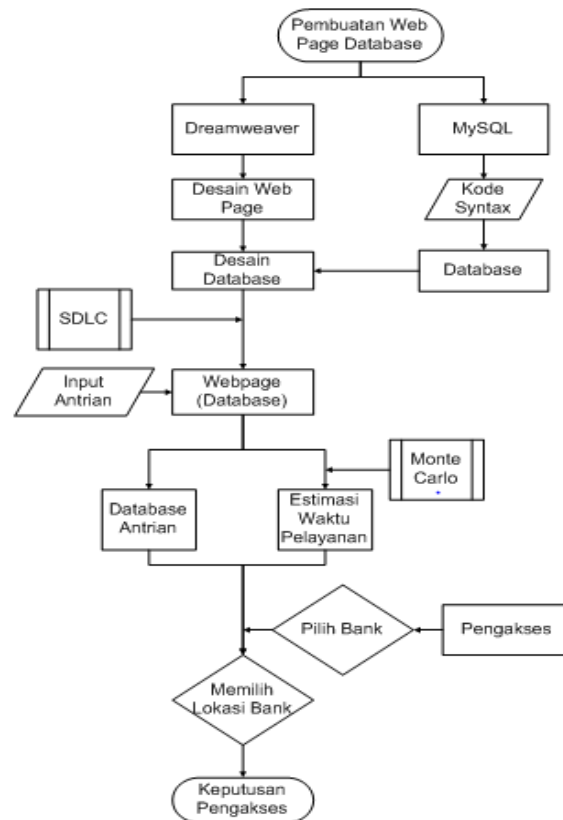 Pembuatan Web
Page Database
Dreamweaver
MySQL
Desain Web
Page
Kode
Syntax
Desain
Database
Database
SDLC
Input
Antrian
Webpage
(Database)
Monte
Carlo
Database
Antrian
Estimasi
Waktu
Pelayanan
Pilih Bank
Pengakses
Memilih
Lokasi Bank
Keputusan
Pengakses